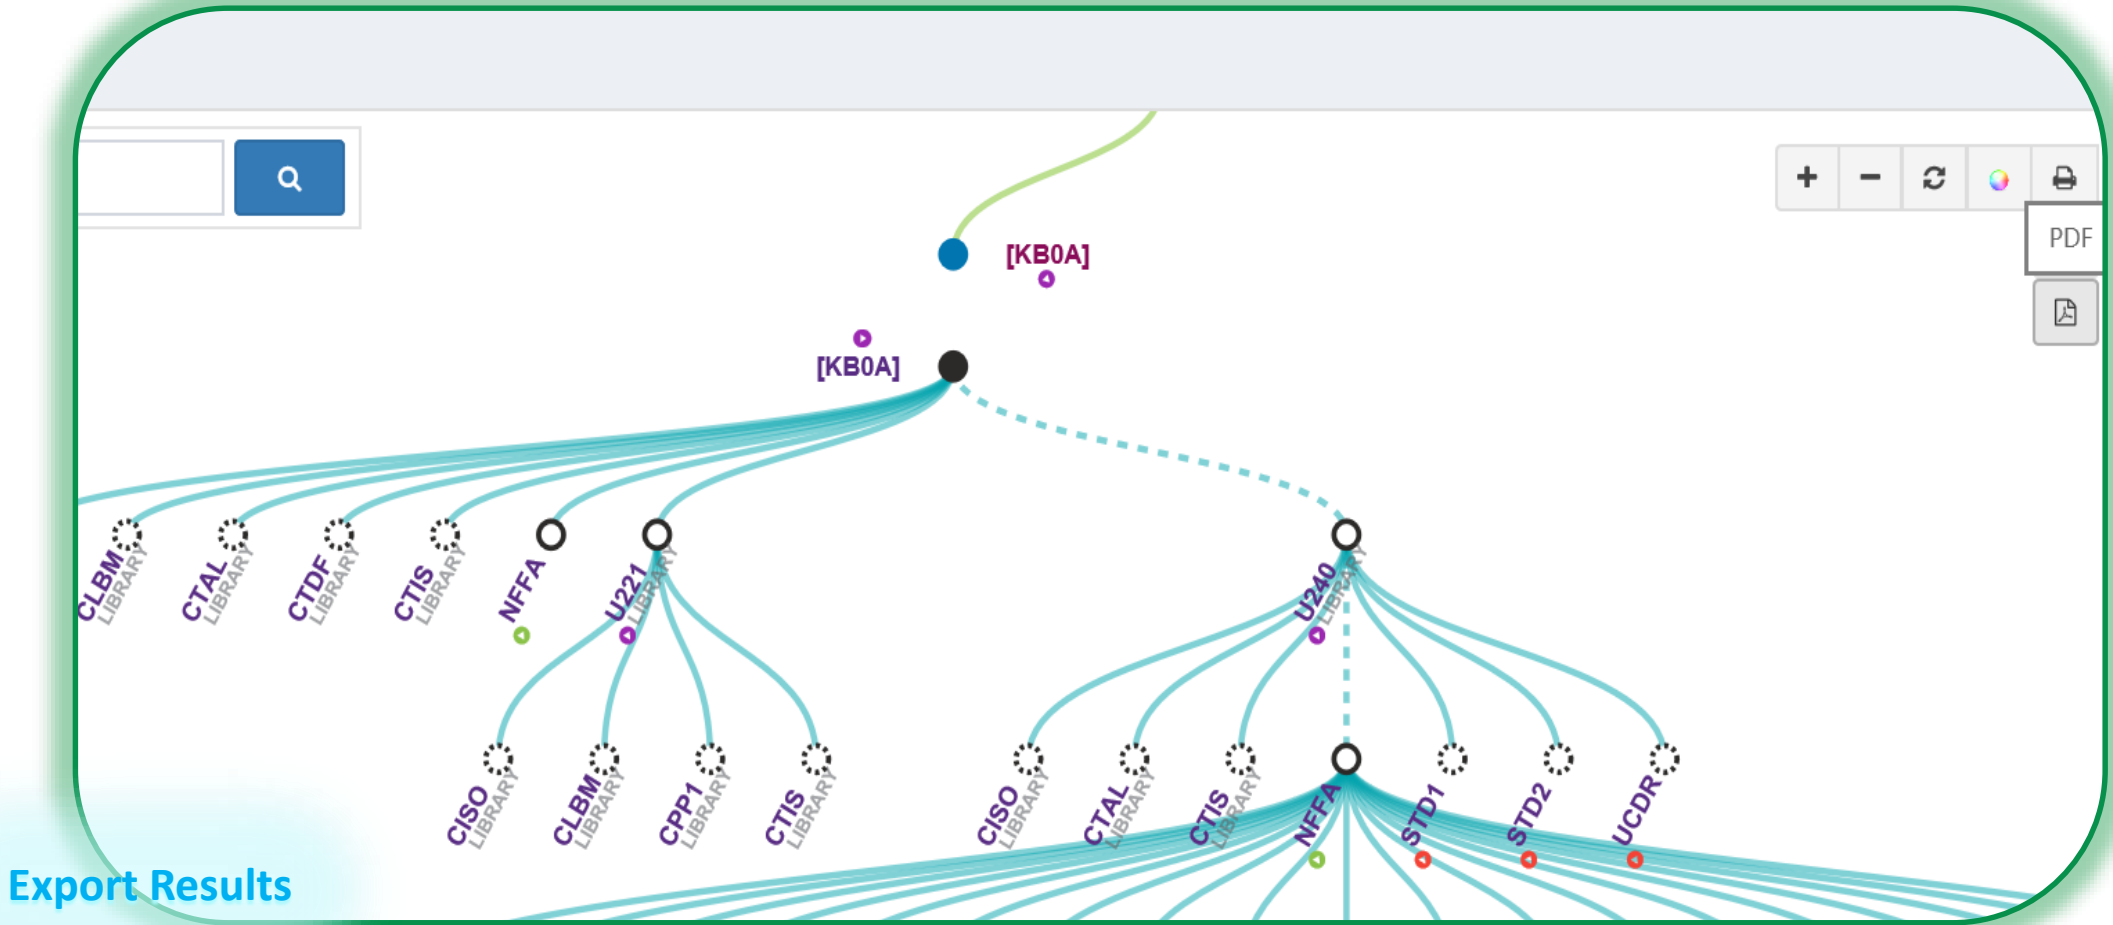 [KB0A]
PDF
[KB0A]
CLBM
LIBRARY
CTAL
LIBRARY
CTDF
LIBRARY
CTIS
LIBRARY
NFFA
U221
LIBRARY
U240
LIBRARY
CISO
LIBRARY
CLBM
LIBRARY
CPP1
LIBRARY
CTIS
LIBRARY
CISO
LIBRARY
CTAL
LIBRARY
CTIS
LIBRARY
NFFA
STD1
STD2
UCDR
Export Results